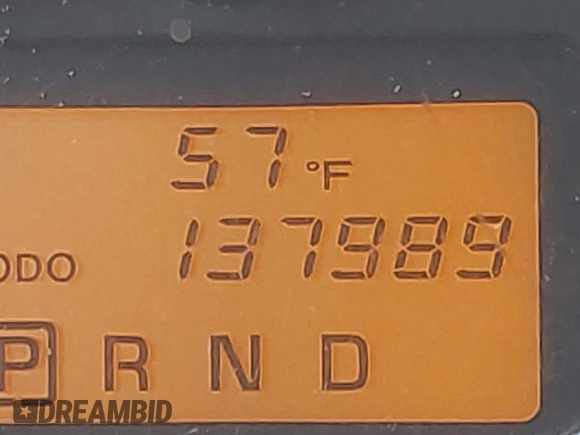 57 °F
ODO 137989
P R N D
DREAMBID